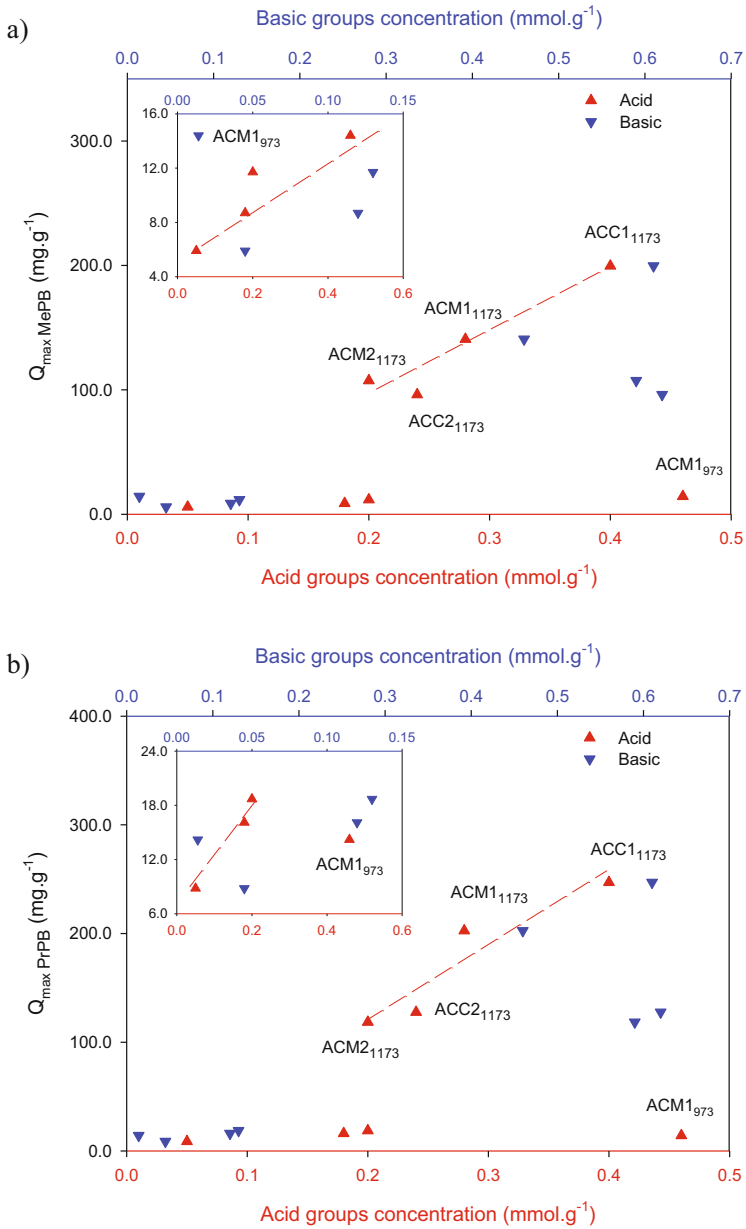 a)
Basic groups concentration (mmol.g⁻¹)
0.0 0.1 0.2 0.3 0.4 0.5 0.6 0.7
0.00 0.05 0.10 0.15
16.0
12.0
8.0
4.0
0.0 0.2 0.4 0.6
ACM1₉₇₃
Acid
Basic
300.0
200.0
100.0
0.0
Q_max MePB (mg.g⁻¹)
ACC1₁₁₇₃
ACM1₁₁₇₃
ACM2₁₁₇₃
ACC2₁₁₇₃
ACM1₉₇₃
0.0 0.1 0.2 0.3 0.4 0.5
Acid groups concentration (mmol.g⁻¹)
b)
Basic groups concentration (mmol.g⁻¹)
0.0 0.1 0.2 0.3 0.4 0.5 0.6 0.7
400.0
300.0
200.0
100.0
0.0
Q_max PrPB (mg.g⁻¹)
0.00 0.05 0.10 0.15
24.0
18.0
12.0
6.0
0.0 0.2 0.4 0.6
ACM1₉₇₃
Acid
Basic
ACC1₁₁₇₃
ACM1₁₁₇₃
ACC2₁₁₇₃
ACM2₁₁₇₃
ACM1₉₇₃
0.0 0.1 0.2 0.3 0.4 0.5
Acid groups concentration (mmol.g⁻¹)